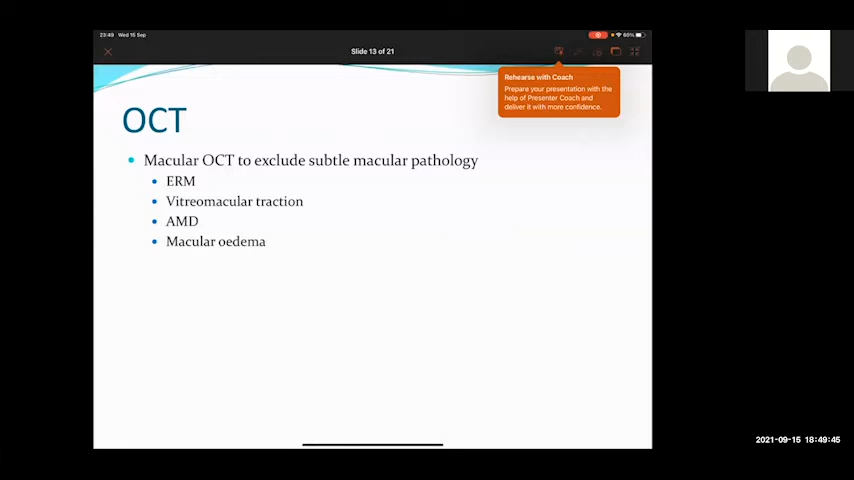 23:49 Wed 15 Sep
60%
Slide 13 of 21
Rehearse with Coach
Prepare your presentation with the
help of Presenter Coach and
deliver it with more confidence.
OCT
Macular OCT to exclude subtle macular pathology
ERM
Vitreomacular traction
AMD
Macular oedema
2021-09-15 18:49:45